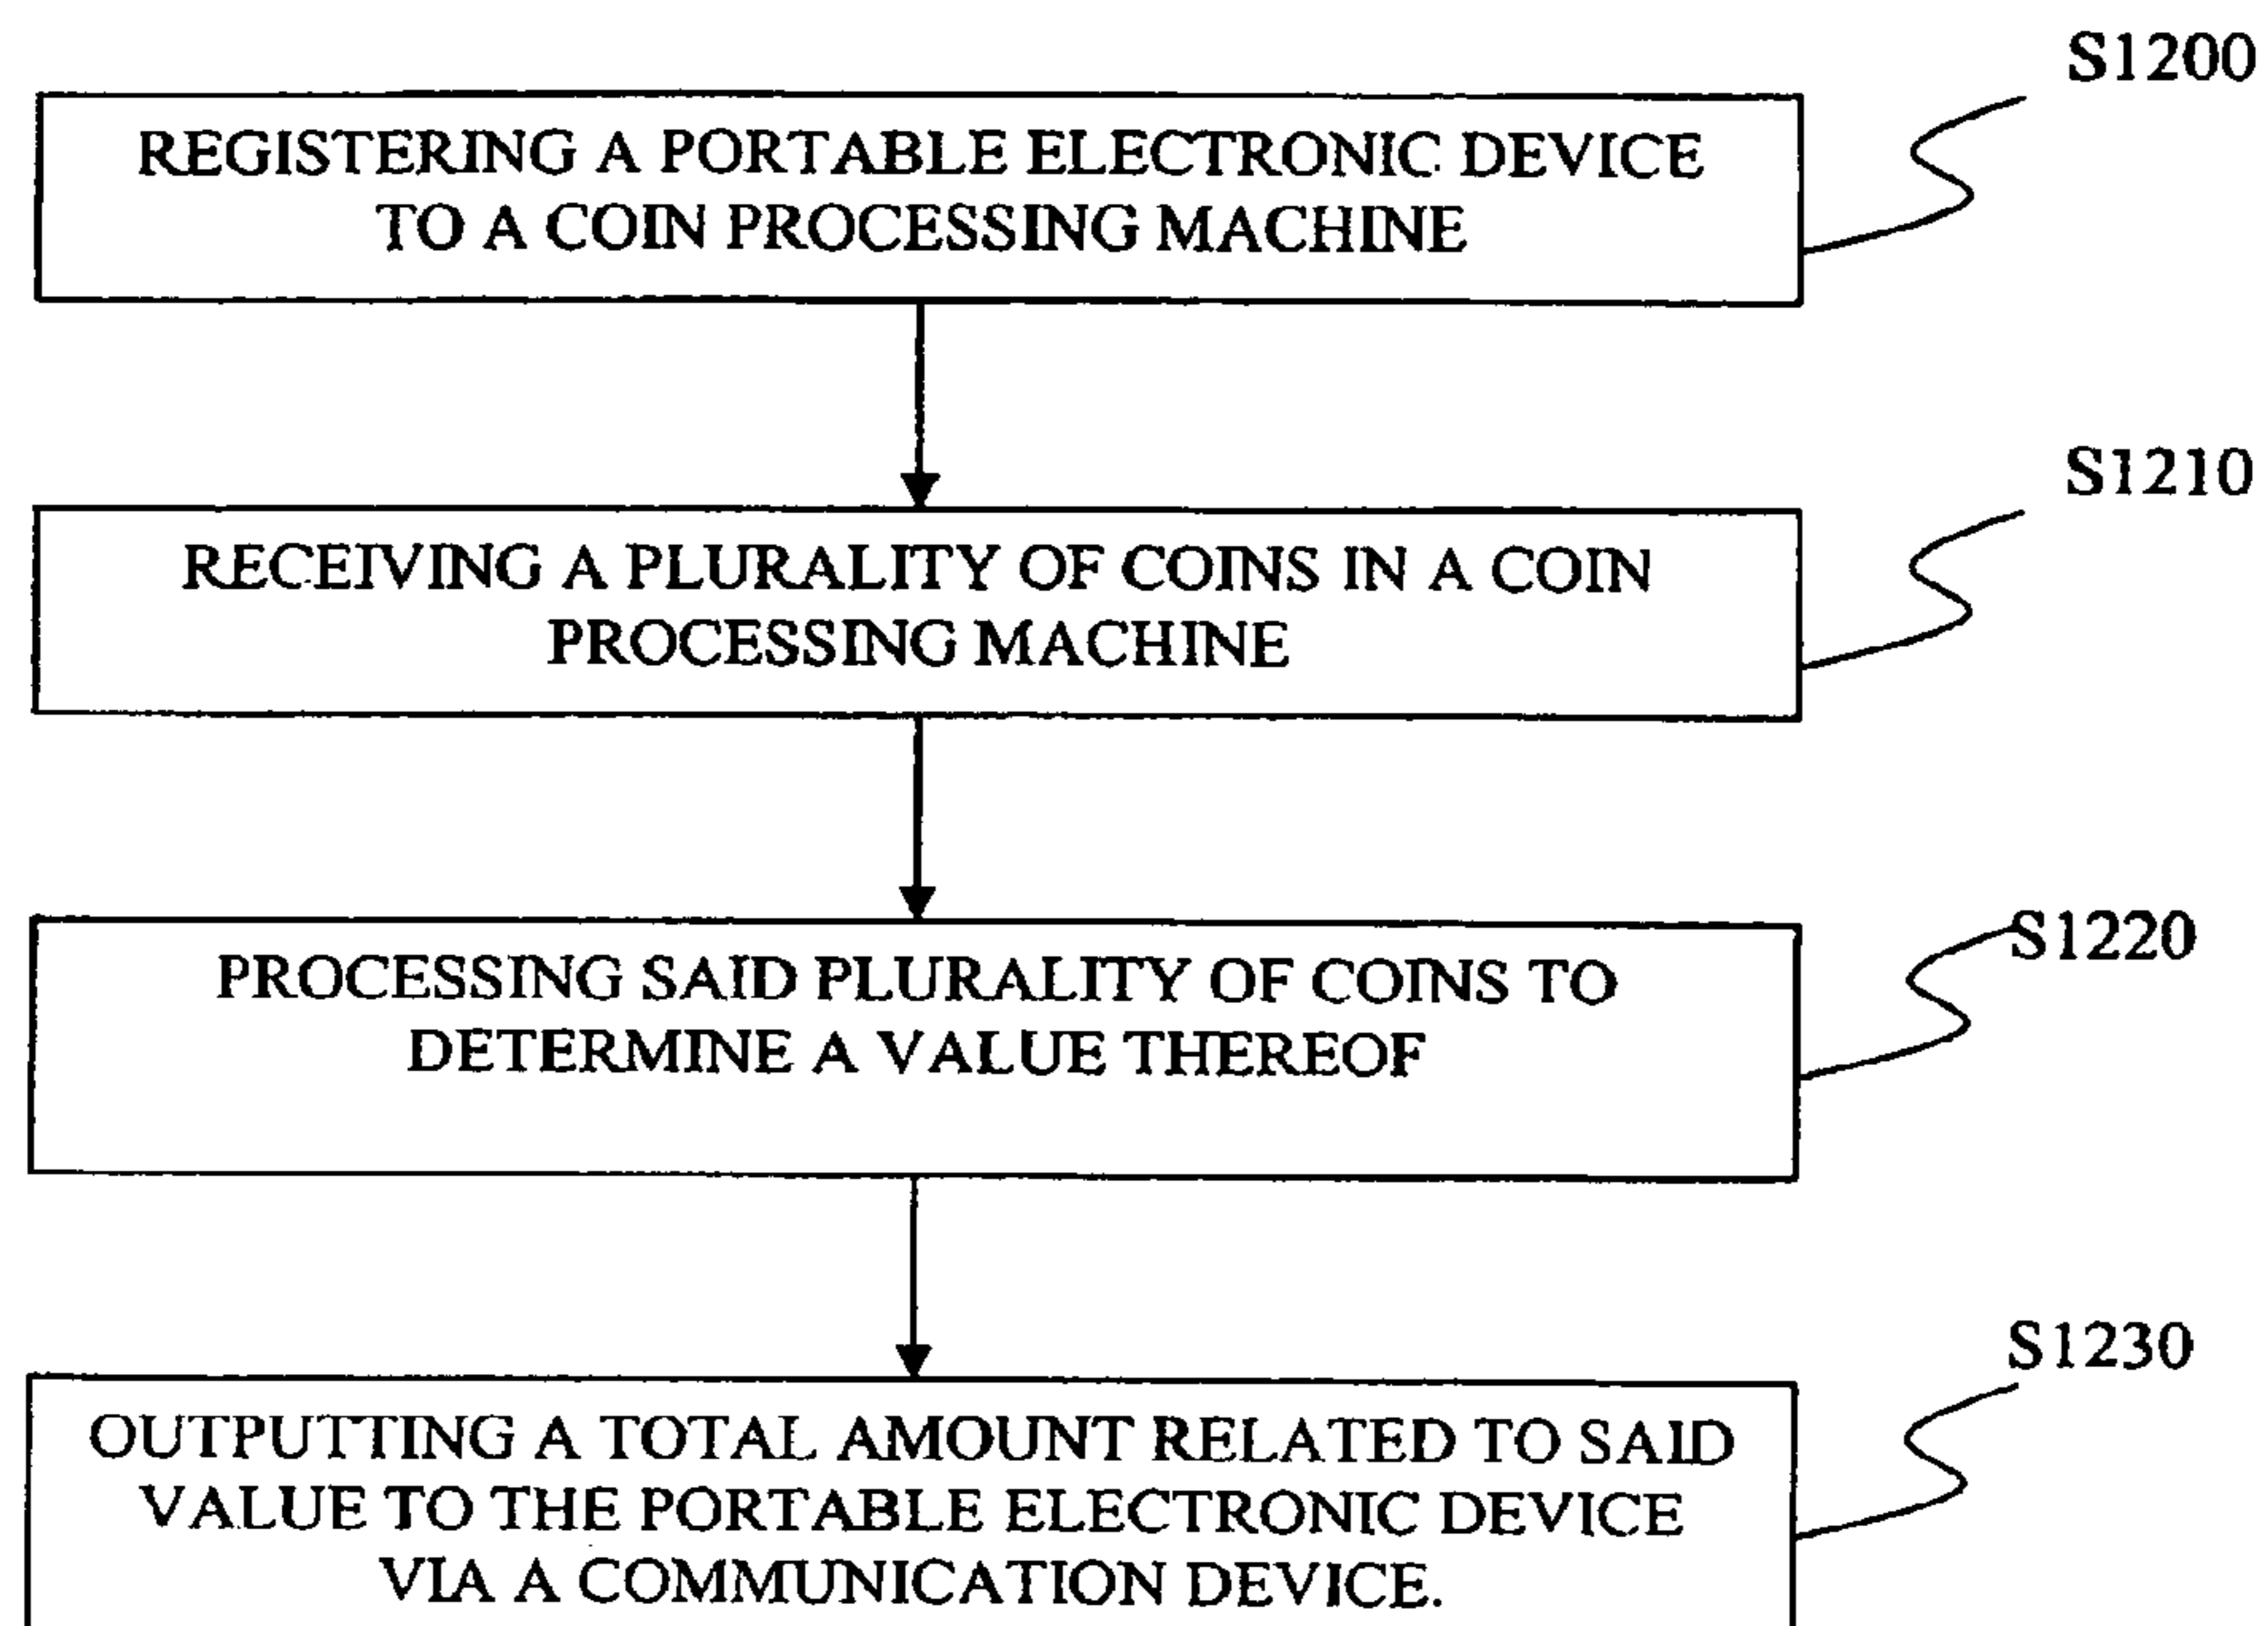 S1200
REGISTERING A PORTABLE ELECTRONIC DEVICE
TO A COIN PROCESSING MACHINE
S1210
RECEIVING A PLURALITY OF COINS IN A COIN
PROCESSING MACHINE
S1220
PROCESSING SAID PLURALITY OF COINS TO
DETERMINE A VALUE THEREOF
S1230
OUTPUTTING A TOTAL AMOUNT RELATED TO SAID
VALUE TO THE PORTABLE ELECTRONIC DEVICE
VIA A COMMUNICATION DEVICE.